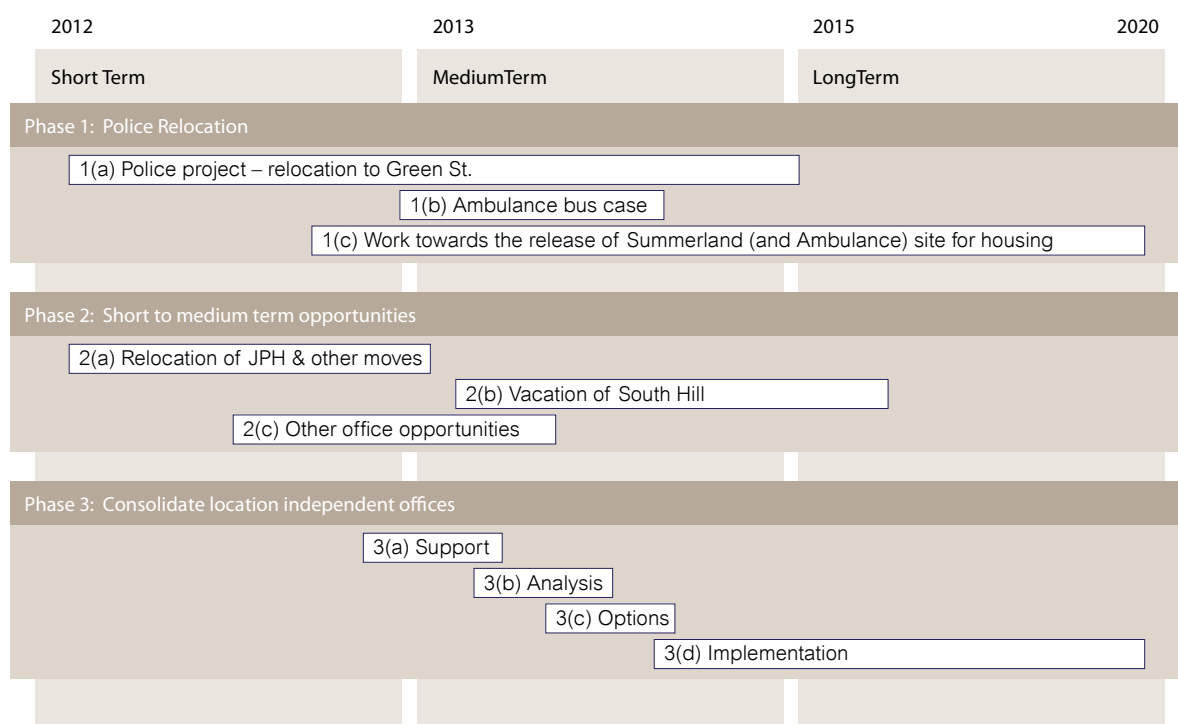 2012 2013 2015 2020
Short Term MediumTerm LongTerm
Phase 1: Police Relocation
1(a) Police project – relocation to Green St.
1(b) Ambulance bus case
1(c) Work towards the release of Summerland (and Ambulance) site for housing
Phase 2: Short to medium term opportunities
2(a) Relocation of JPH & other moves
2(b) Vacation of South Hill
2(c) Other office opportunities
Phase 3: Consolidate location independent offices
3(a) Support
3(b) Analysis
3(c) Options
3(d) Implementation